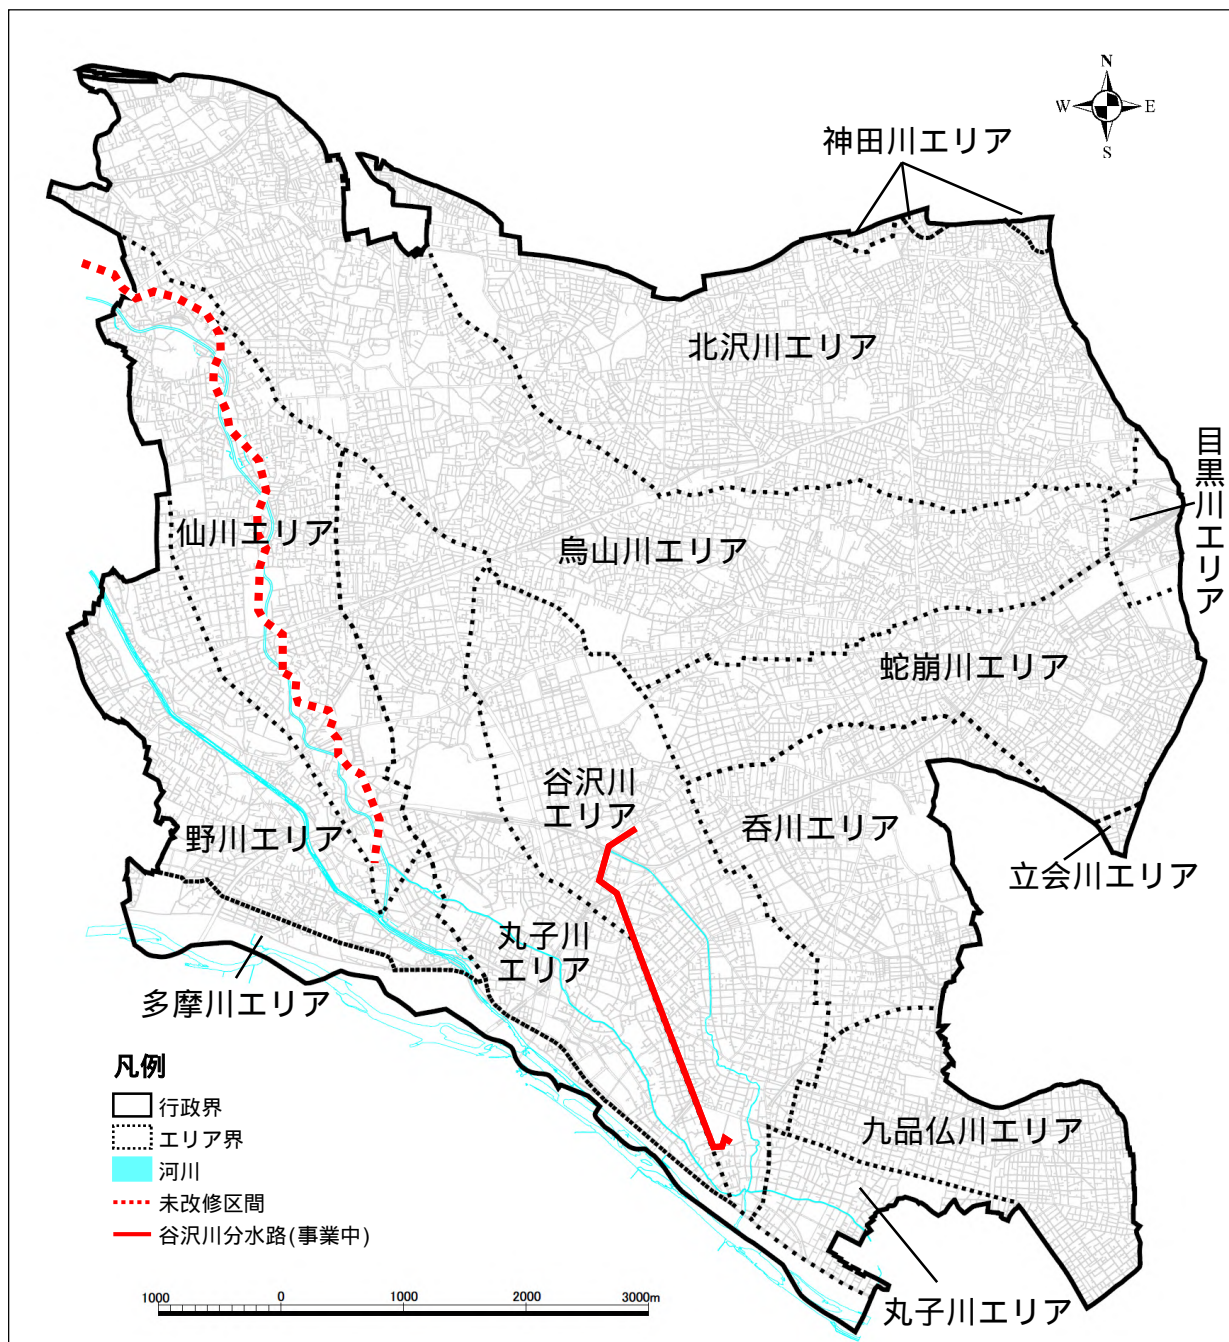 N
W
E
S
神田川エリア
北沢川エリア
目黒川エリア
仙川エリア
烏山川エリア
蛇崩川エリア
谷沢川
エリア
呑川エリア
野川エリア
立会川エリア
丸子川
エリア
多摩川エリア
九品仏川エリア
丸子川エリア
凡例
行政界
エリア界
河川
未改修区間
谷沢川分水路(事業中)
1000 0 1000 2000 3000m